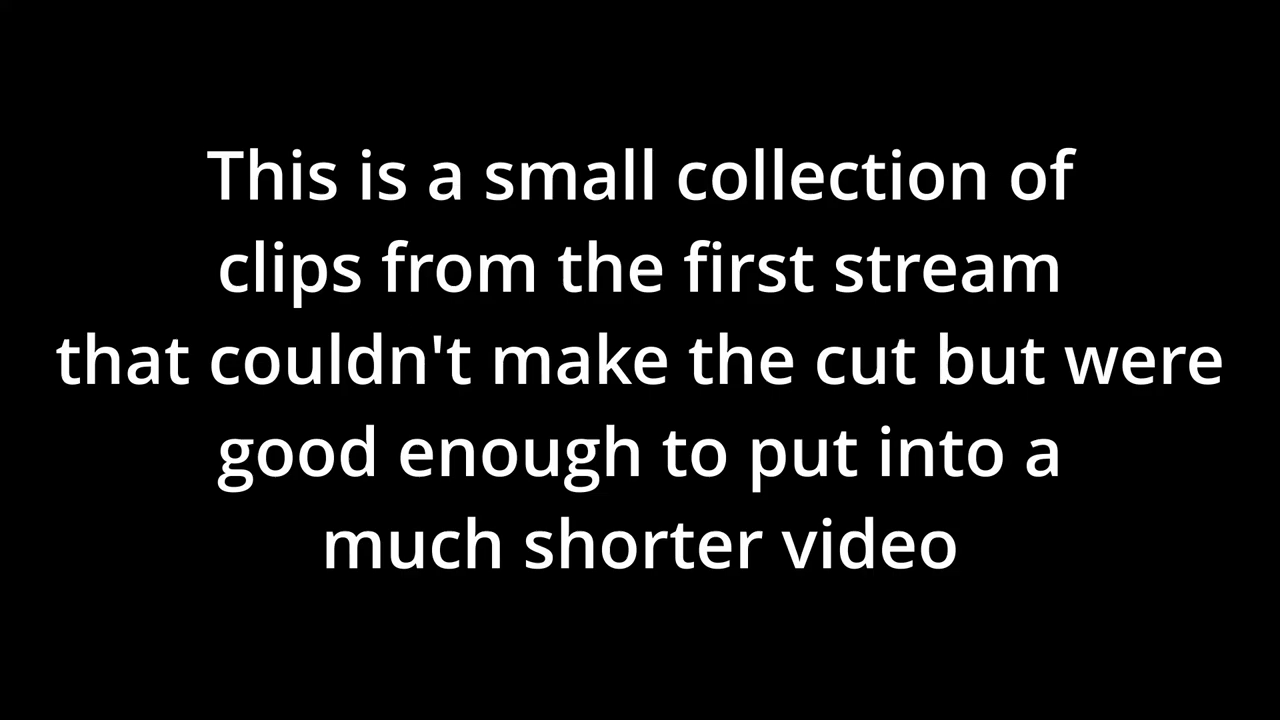 This is a small collection of
clips from the first stream
that couldn't make the cut but were
good enough to put into a
much shorter video